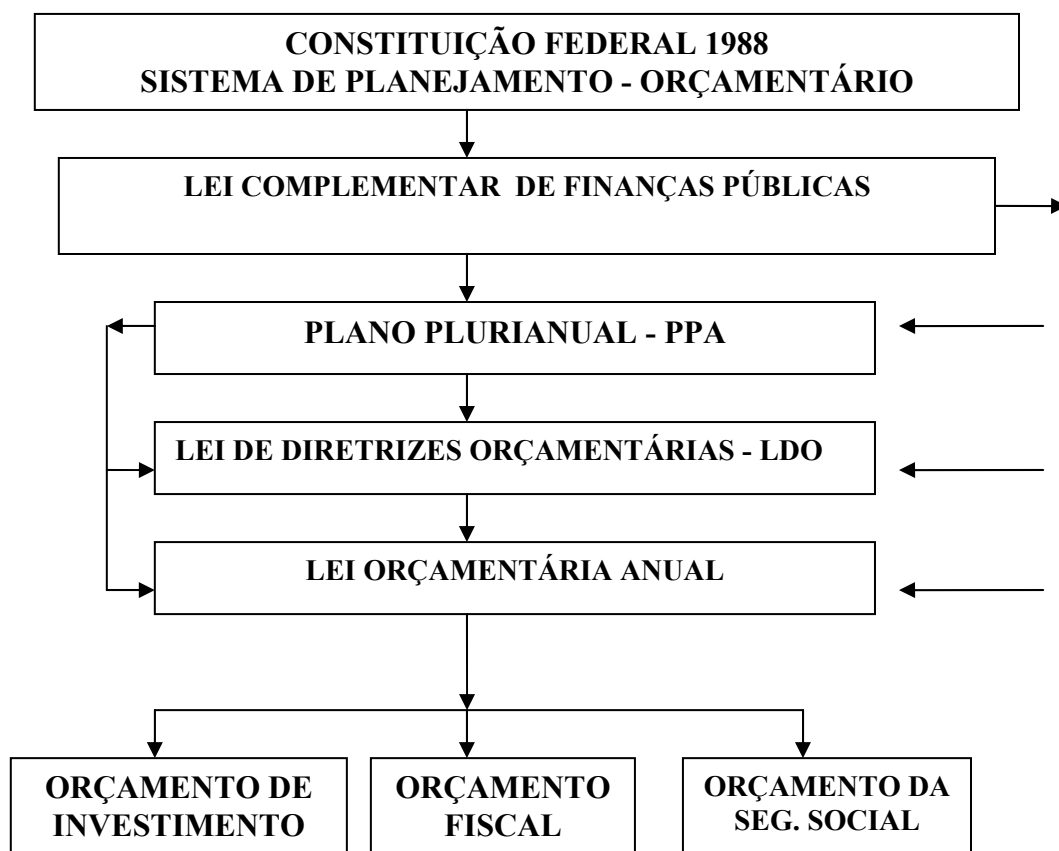 CONSTITUIÇÃO FEDERAL 1988
SISTEMA DE PLANEJAMENTO - ORÇAMENTÁRIO
LEI COMPLEMENTAR DE FINANÇAS PÚBLICAS
PLANO PLURIANUAL - PPA
LEI DE DIRETRIZES ORÇAMENTÁRIAS - LDO
LEI ORÇAMENTÁRIA ANUAL
ORÇAMENTO DE
INVESTIMENTO
ORÇAMENTO
FISCAL
ORÇAMENTO DA
SEG. SOCIAL